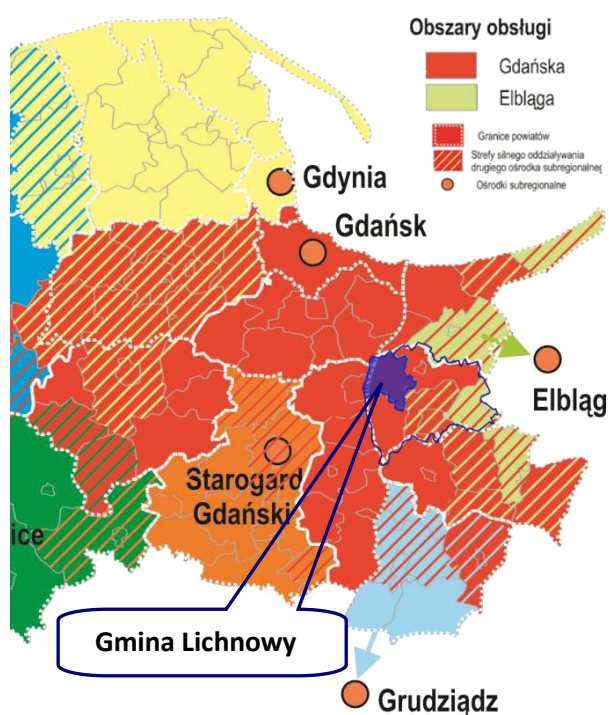 Obszary obsługi
Gdańska
Elbląga
Granice powiatów
Strefy silnego oddziaływania
drugiego ośrodka subregionalneg
Ośrodki subregionalne
Gdynia
Gdańsk
Elbląg
Starogard
Gdański
ice
Gmina Lichnowy
Grudziądz